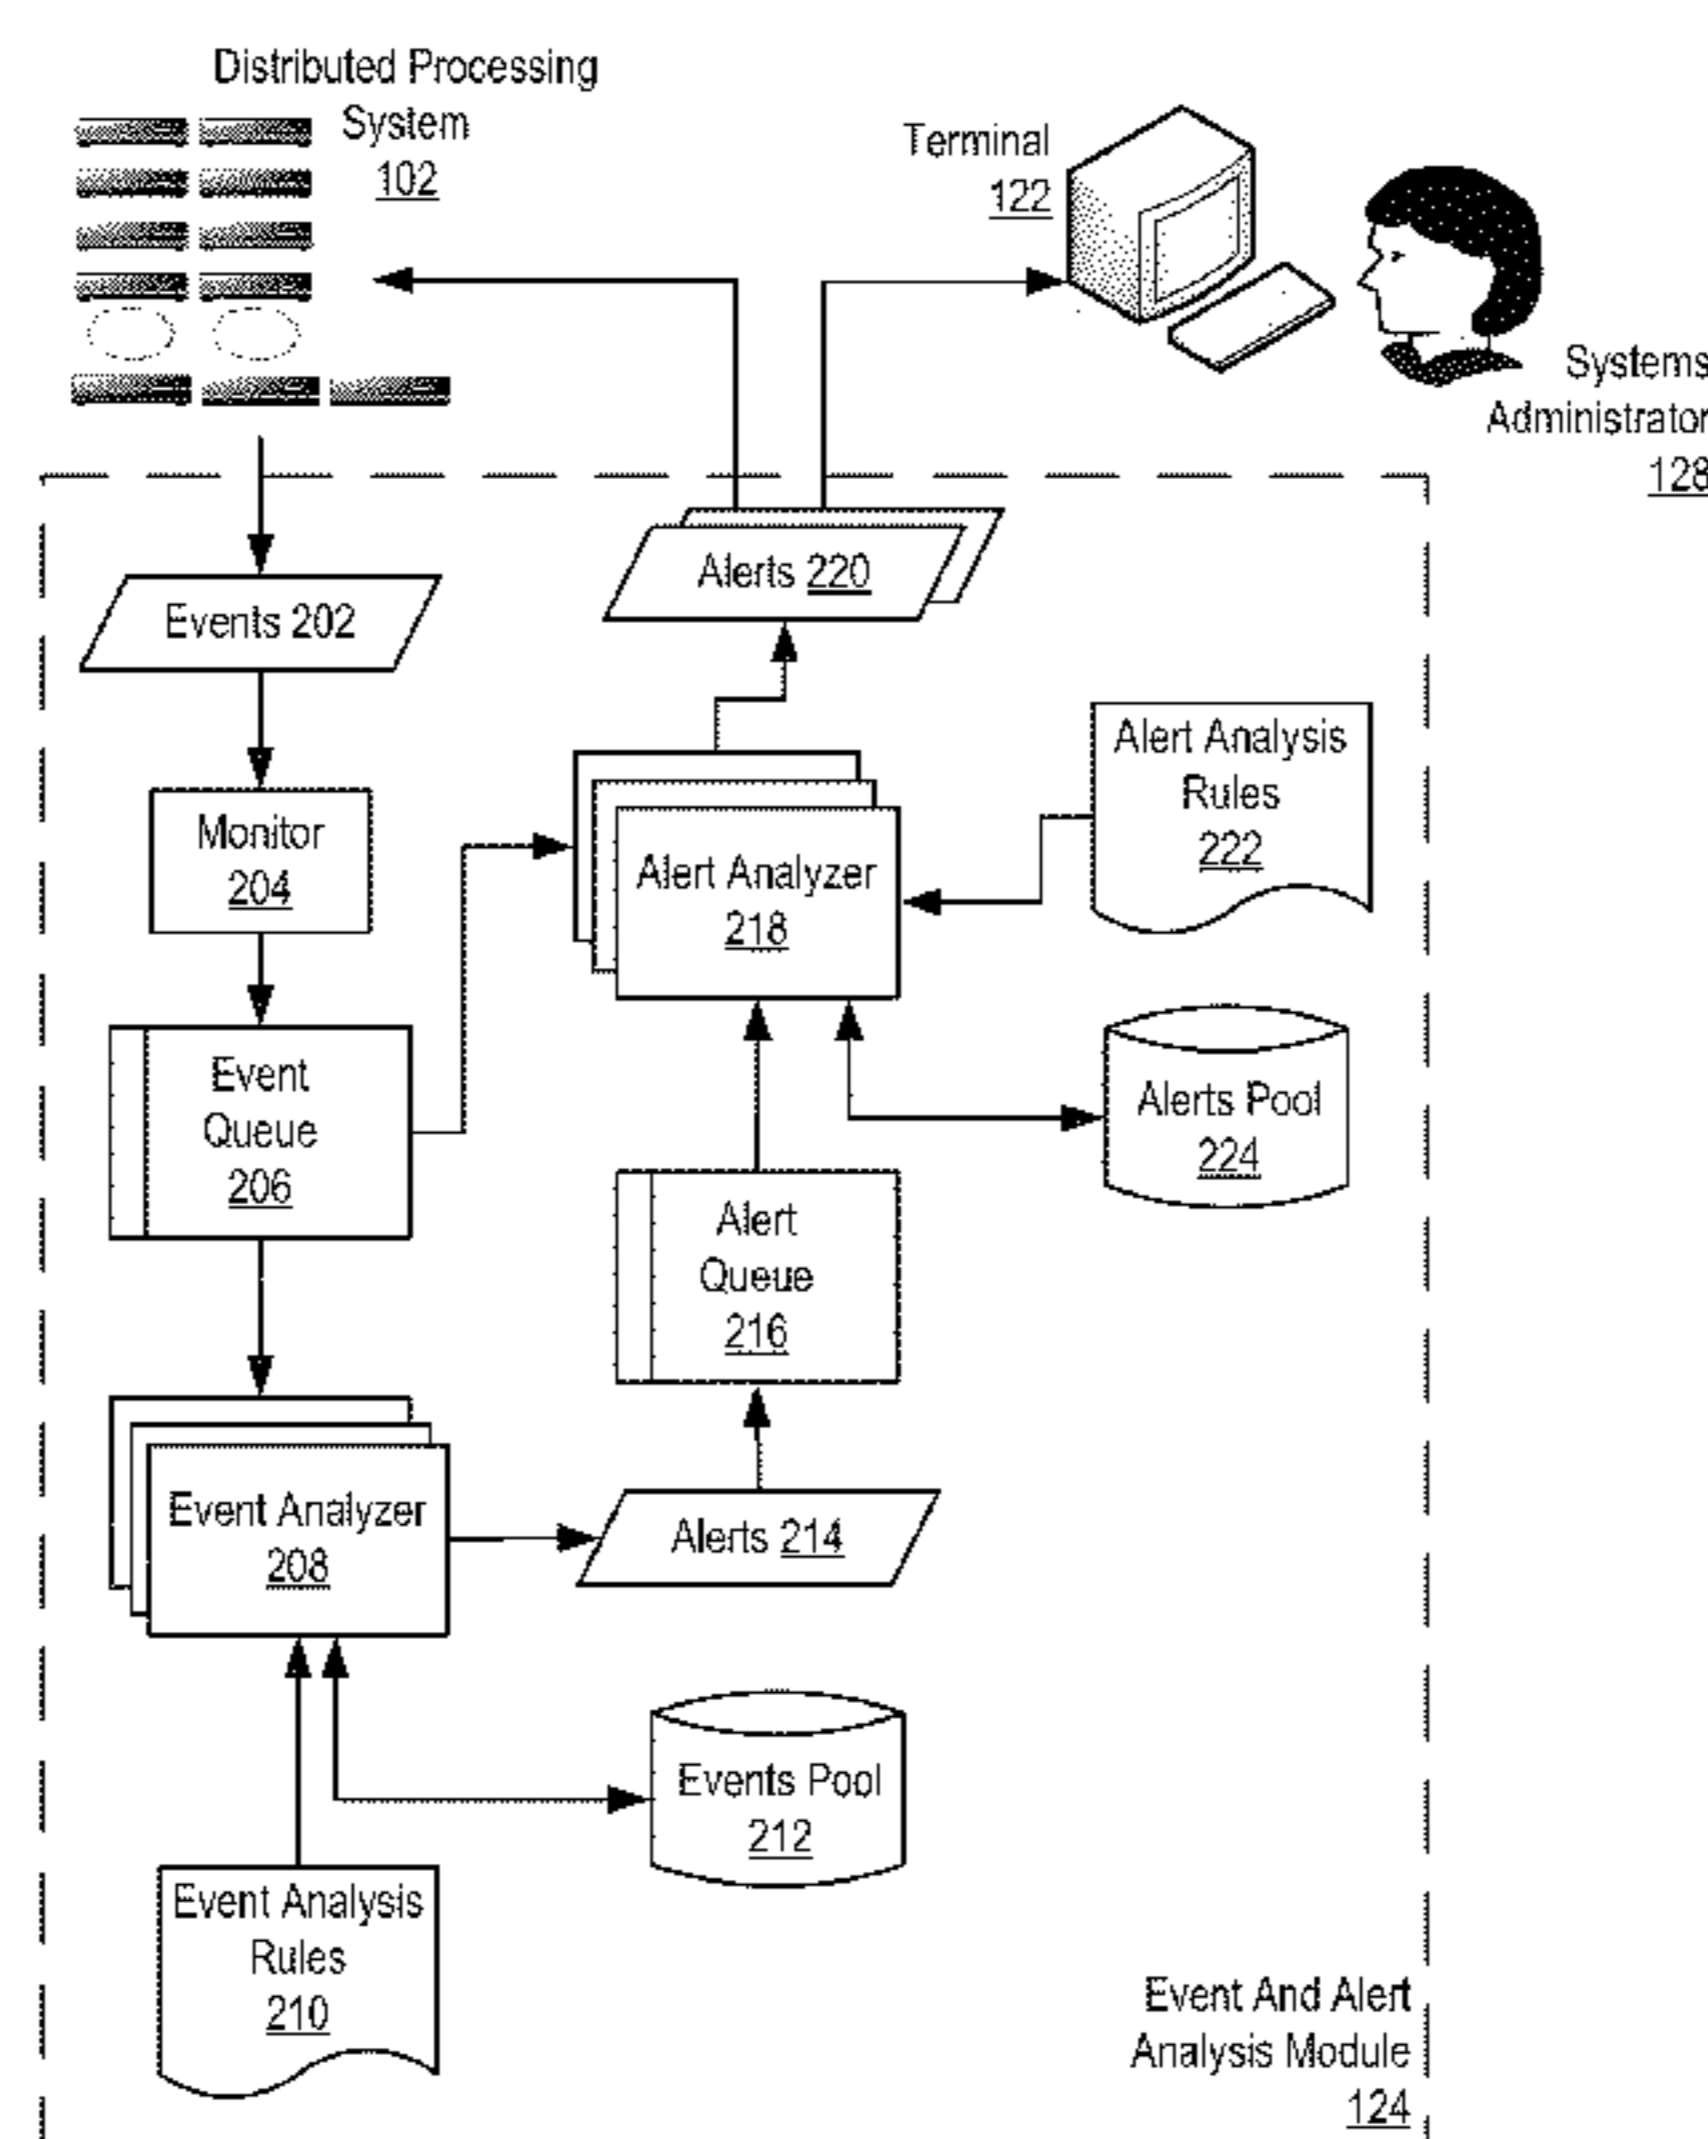 Distributed Processing
System
102
Terminal
122
Systems
Administrator
128
Alerts 220
Events 202
Alert Analysis
Rules
222
Monitor
204
Alert Analyzer
218
Event
Queue
206
Alerts Pool
224
Alert
Queue
216
Event Analyzer
208
Alerts 214
Events Pool
212
Event Analysis
Rules
210
Event And Alert
Analysis Module
124